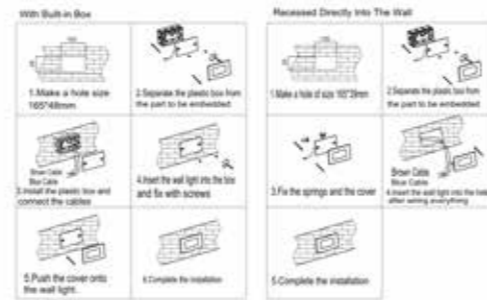 With Built-in Box
1.Make a hole size
165*48mm
2.Separate the plastic box from
the part to be embedded
Brown Cable
Blue Cable
3.Install the plastic box and
connect the cables
4.Insert the wall light into the box
and fix with screws
5.Push the cover onto
the wall light.
6.Complete the installation
Recessed Directly Into The Wall
1.Make a hole of size
2.Separate the plastic box from
the part to be embedded
3.Fix the springs and the cover
Brown Cable
Blue Cable
4.Insert the wall light into the hole
after wiring everything
5.Complete the installation